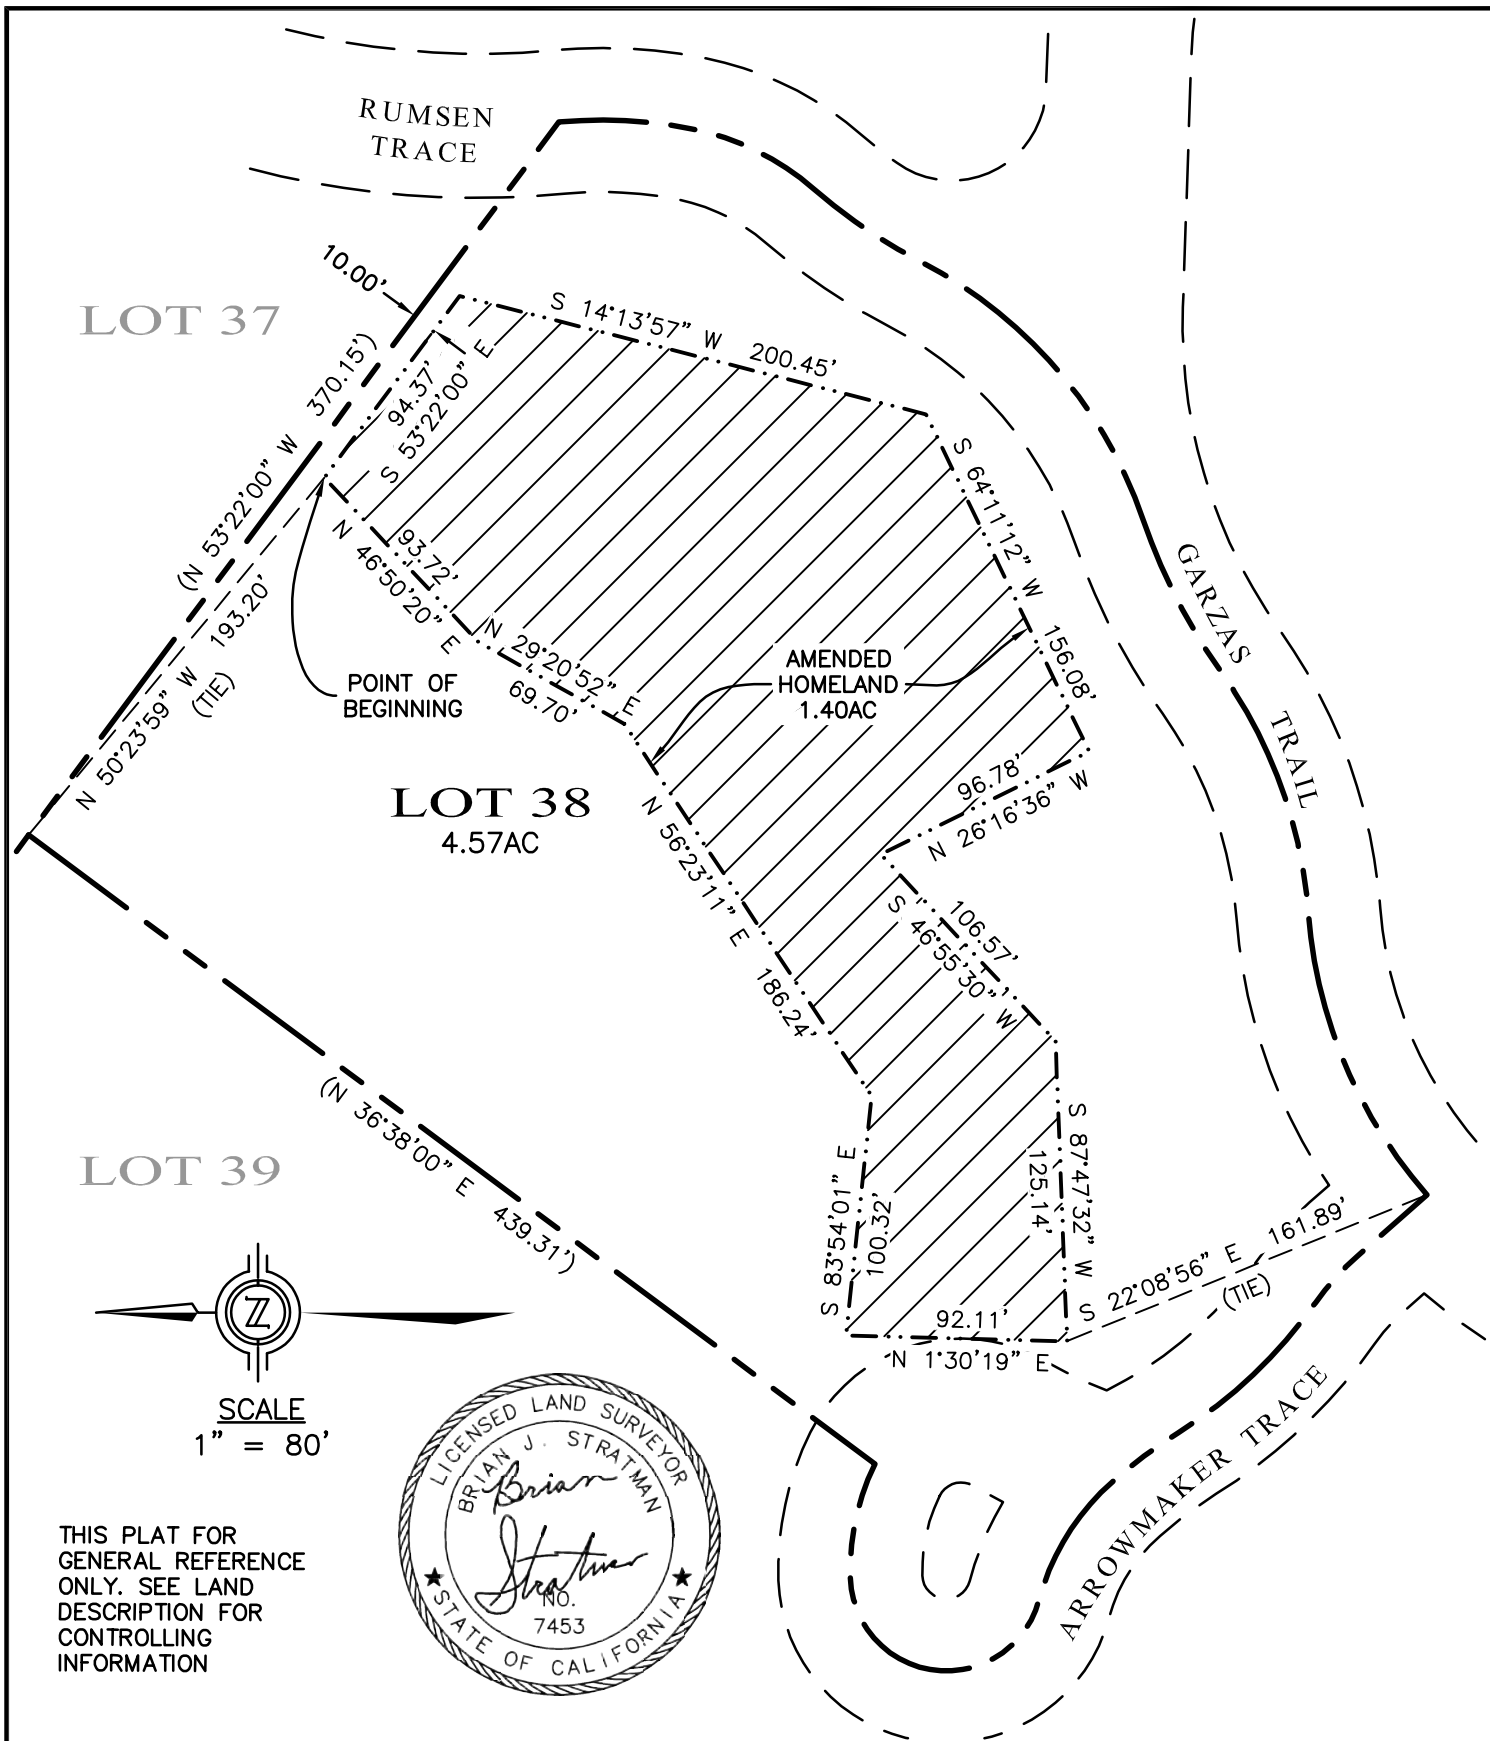 RUMSEN
TRACE
10.00'
LOT 37
S 14°13'57" W 200.45'
(N 53°22'00" W 370.15')
94.37'
S 53°22'00" E
S 64°11'12" W 156.08'
N 50°23'59" W 193.20'
(TIE)
93.72'
N 46°50'20" E
N 29°20'52" E
69.70'
POINT OF
BEGINNING
AMENDED
HOMELAND
1.40AC
GARZAS TRAIL
LOT 38
4.57AC
96.78'
N 26°16'36" W
N 56°23'11" E 186.24'
106.57'
S 46°55'30" W
(N 36°38'00" E 439.31')
LOT 39
S 83°54'01" E
100.32'
S 87°47'32" W
125.14'
S 22°08'56" E 161.89'
(TIE)
92.11'
N 1°30'19" E
Z
SCALE
1" = 80'
LICENSED LAND SURVEYOR
BRIAN J. STRATMAN
Brian
Stratman
NO.
7453
STATE OF CALIFORNIA
ARROWMAKER TRACE
THIS PLAT FOR
GENERAL REFERENCE
ONLY. SEE LAND
DESCRIPTION FOR
CONTROLLING
INFORMATION